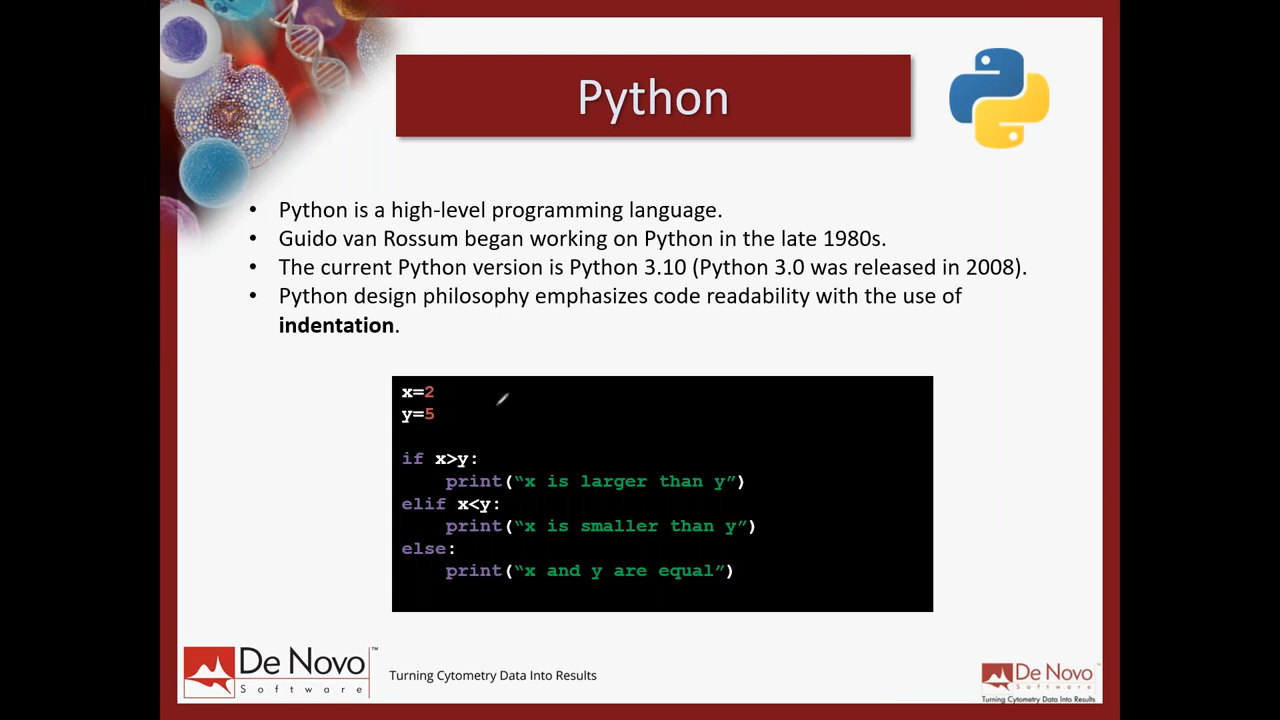 Python
• Python is a high-level programming language.
• Guido van Rossum began working on Python in the late 1980s.
• The current Python version is Python 3.10 (Python 3.0 was released in 2008).
• Python design philosophy emphasizes code readability with the use of
indentation.
x=2
y=5
if x>y:
    print(“x is larger than y”)
elif x<y:
    print(“x is smaller than y”)
else:
    print(“x and y are equal”)
De Novo™
Software
Turning Cytometry Data Into Results
De Novo
Software
Turning Cytometry Data Into Results